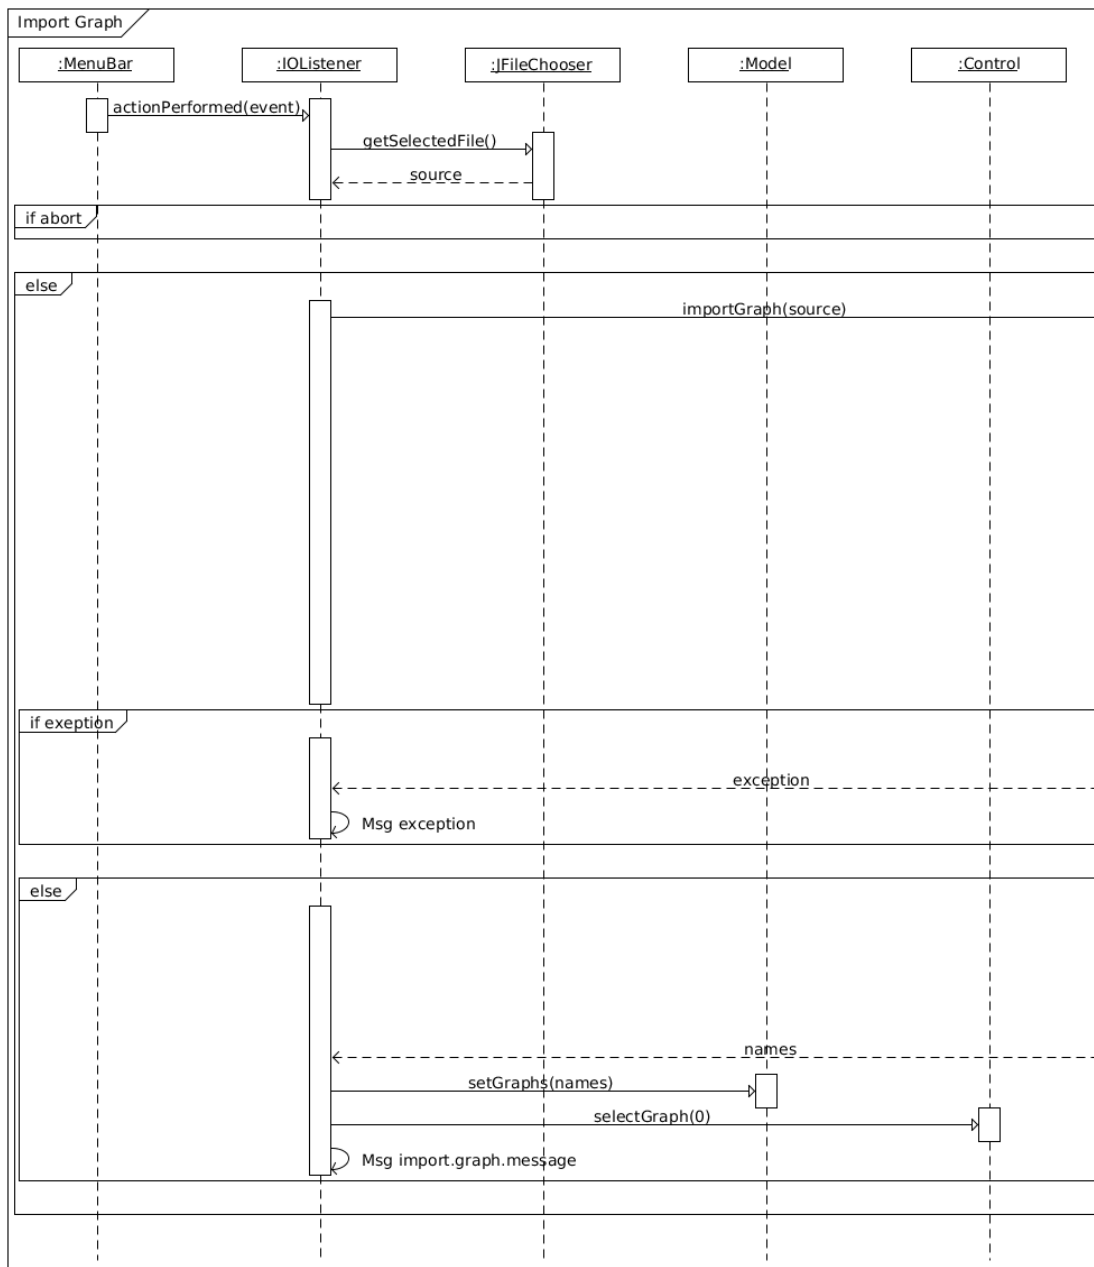 Import Graph
:MenuBar
:IOListener
:JFileChooser
:Model
:Control
actionPerformed(event)
getSelectedFile()
source
if abort
else
importGraph(source)
if exeption
exception
Msg exception
else
names
setGraphs(names)
selectGraph(0)
Msg import.graph.message